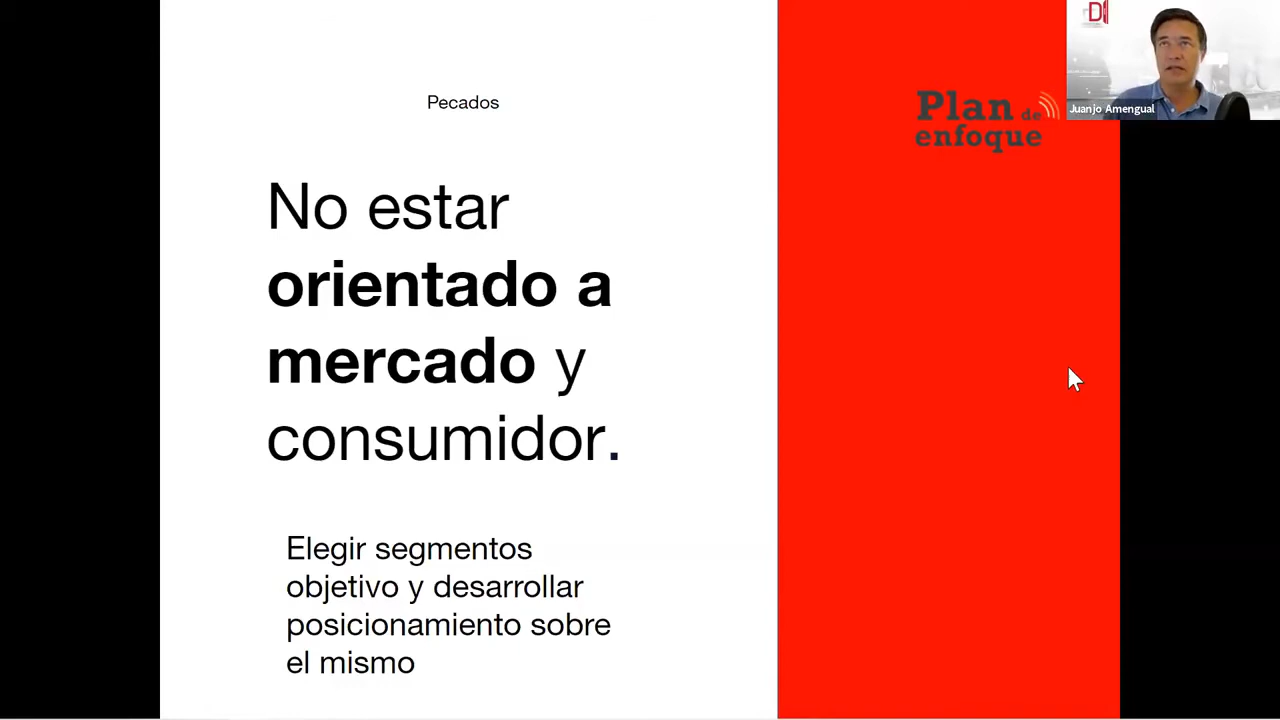 Pecados
No estar
orientado a
mercado y
consumidor.
Elegir segmentos
objetivo y desarrollar
posicionamiento sobre
el mismo
Plan de
enfoque
D
Juanjo Amengual